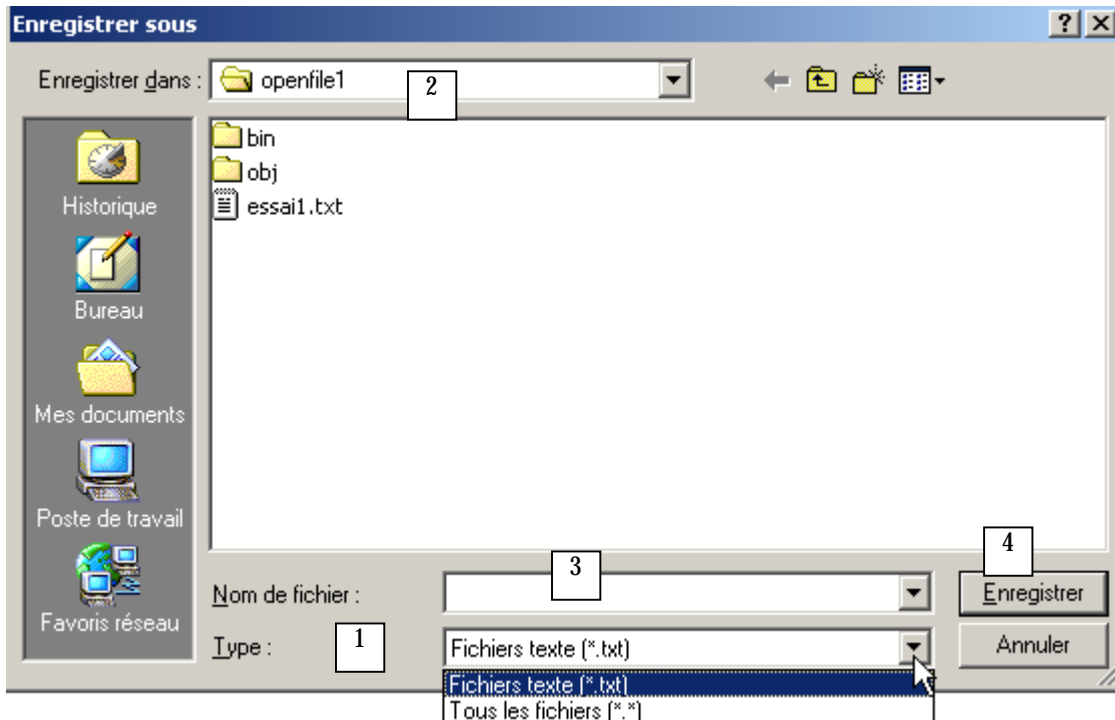 Enregistrer sous
Enregistrer dans :
openfile1
2
bin
obj
essai1.txt
Historique
Bureau
Mes documents
Poste de travail
Favoris réseau
3
4
Nom de fichier :
Enregistrer
1
Type :
Fichiers texte (*.txt)
Annuler
Fichiers texte (*.txt)
Tous les fichiers (*.*)